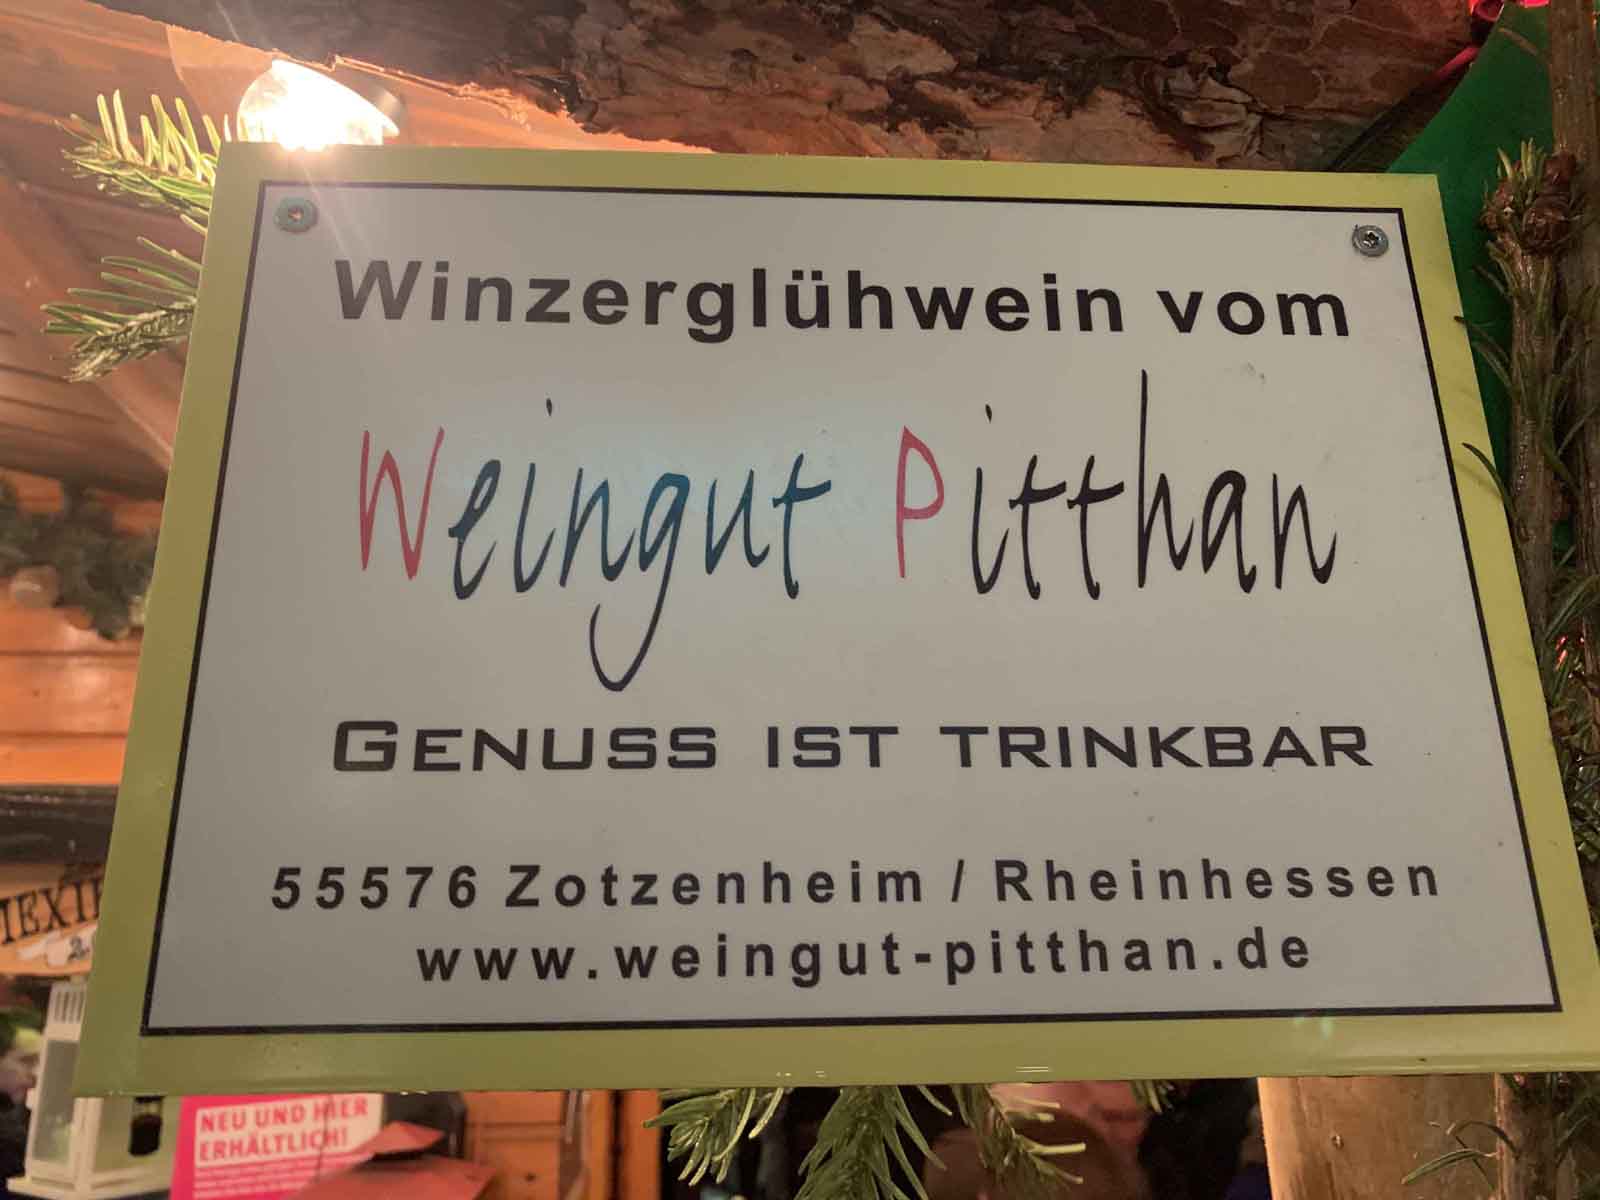 Winzerglühwein vom
Weingut Pitthan
GENUSS IST TRINKBAR
55576 Zotzenheim / Rheinhessen
www.weingut-pitthan.de
NEU UND HIER
ERHÄLTLICH!